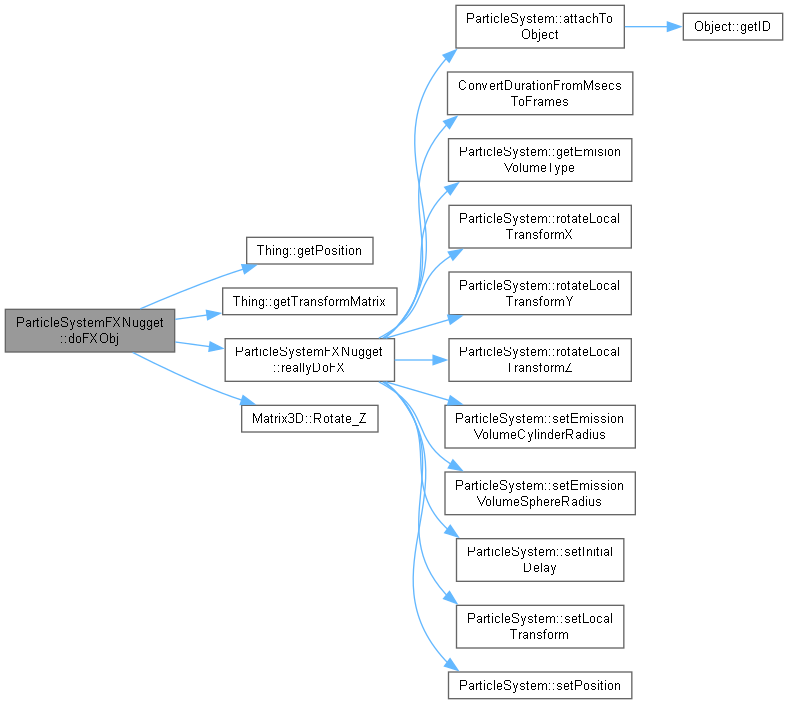 ParticleSystemFXNugget
::doFXObj
Thing::getPosition
Thing::getTransformMatrix
ParticleSystemFXNugget
::reallyDoFX
Matrix3D::Rotate_Z
ParticleSystem::attachTo
Object
Object::getID
ConvertDurationFromMsecs
ToFrames
ParticleSystem::getEmision
VolumeType
ParticleSystem::rotateLocal
TransformX
ParticleSystem::rotateLocal
TransformY
ParticleSystem::rotateLocal
TransformZ
ParticleSystem::setEmission
VolumeCylinderRadius
ParticleSystem::setEmission
VolumeSphereRadius
ParticleSystem::setInitial
Delay
ParticleSystem::setLocal
Transform
ParticleSystem::setPosition